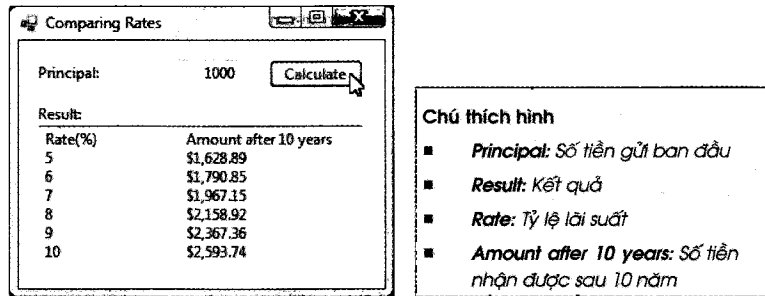 Comparing Rates
Principal: 1000 Calculate
Result:
Rate(%) Amount after 10 years
5 $1,628.89
6 $1,790.85
7 $1,967.15
8 $2,158.92
9 $2,367.36
10 $2,593.74
Chú thích hình
■ Principal: Số tiền gửi ban đầu
■ Result: Kết quả
■ Rate: Tỷ lệ lãi suất
■ Amount after 10 years: Số tiền
nhận được sau 10 năm